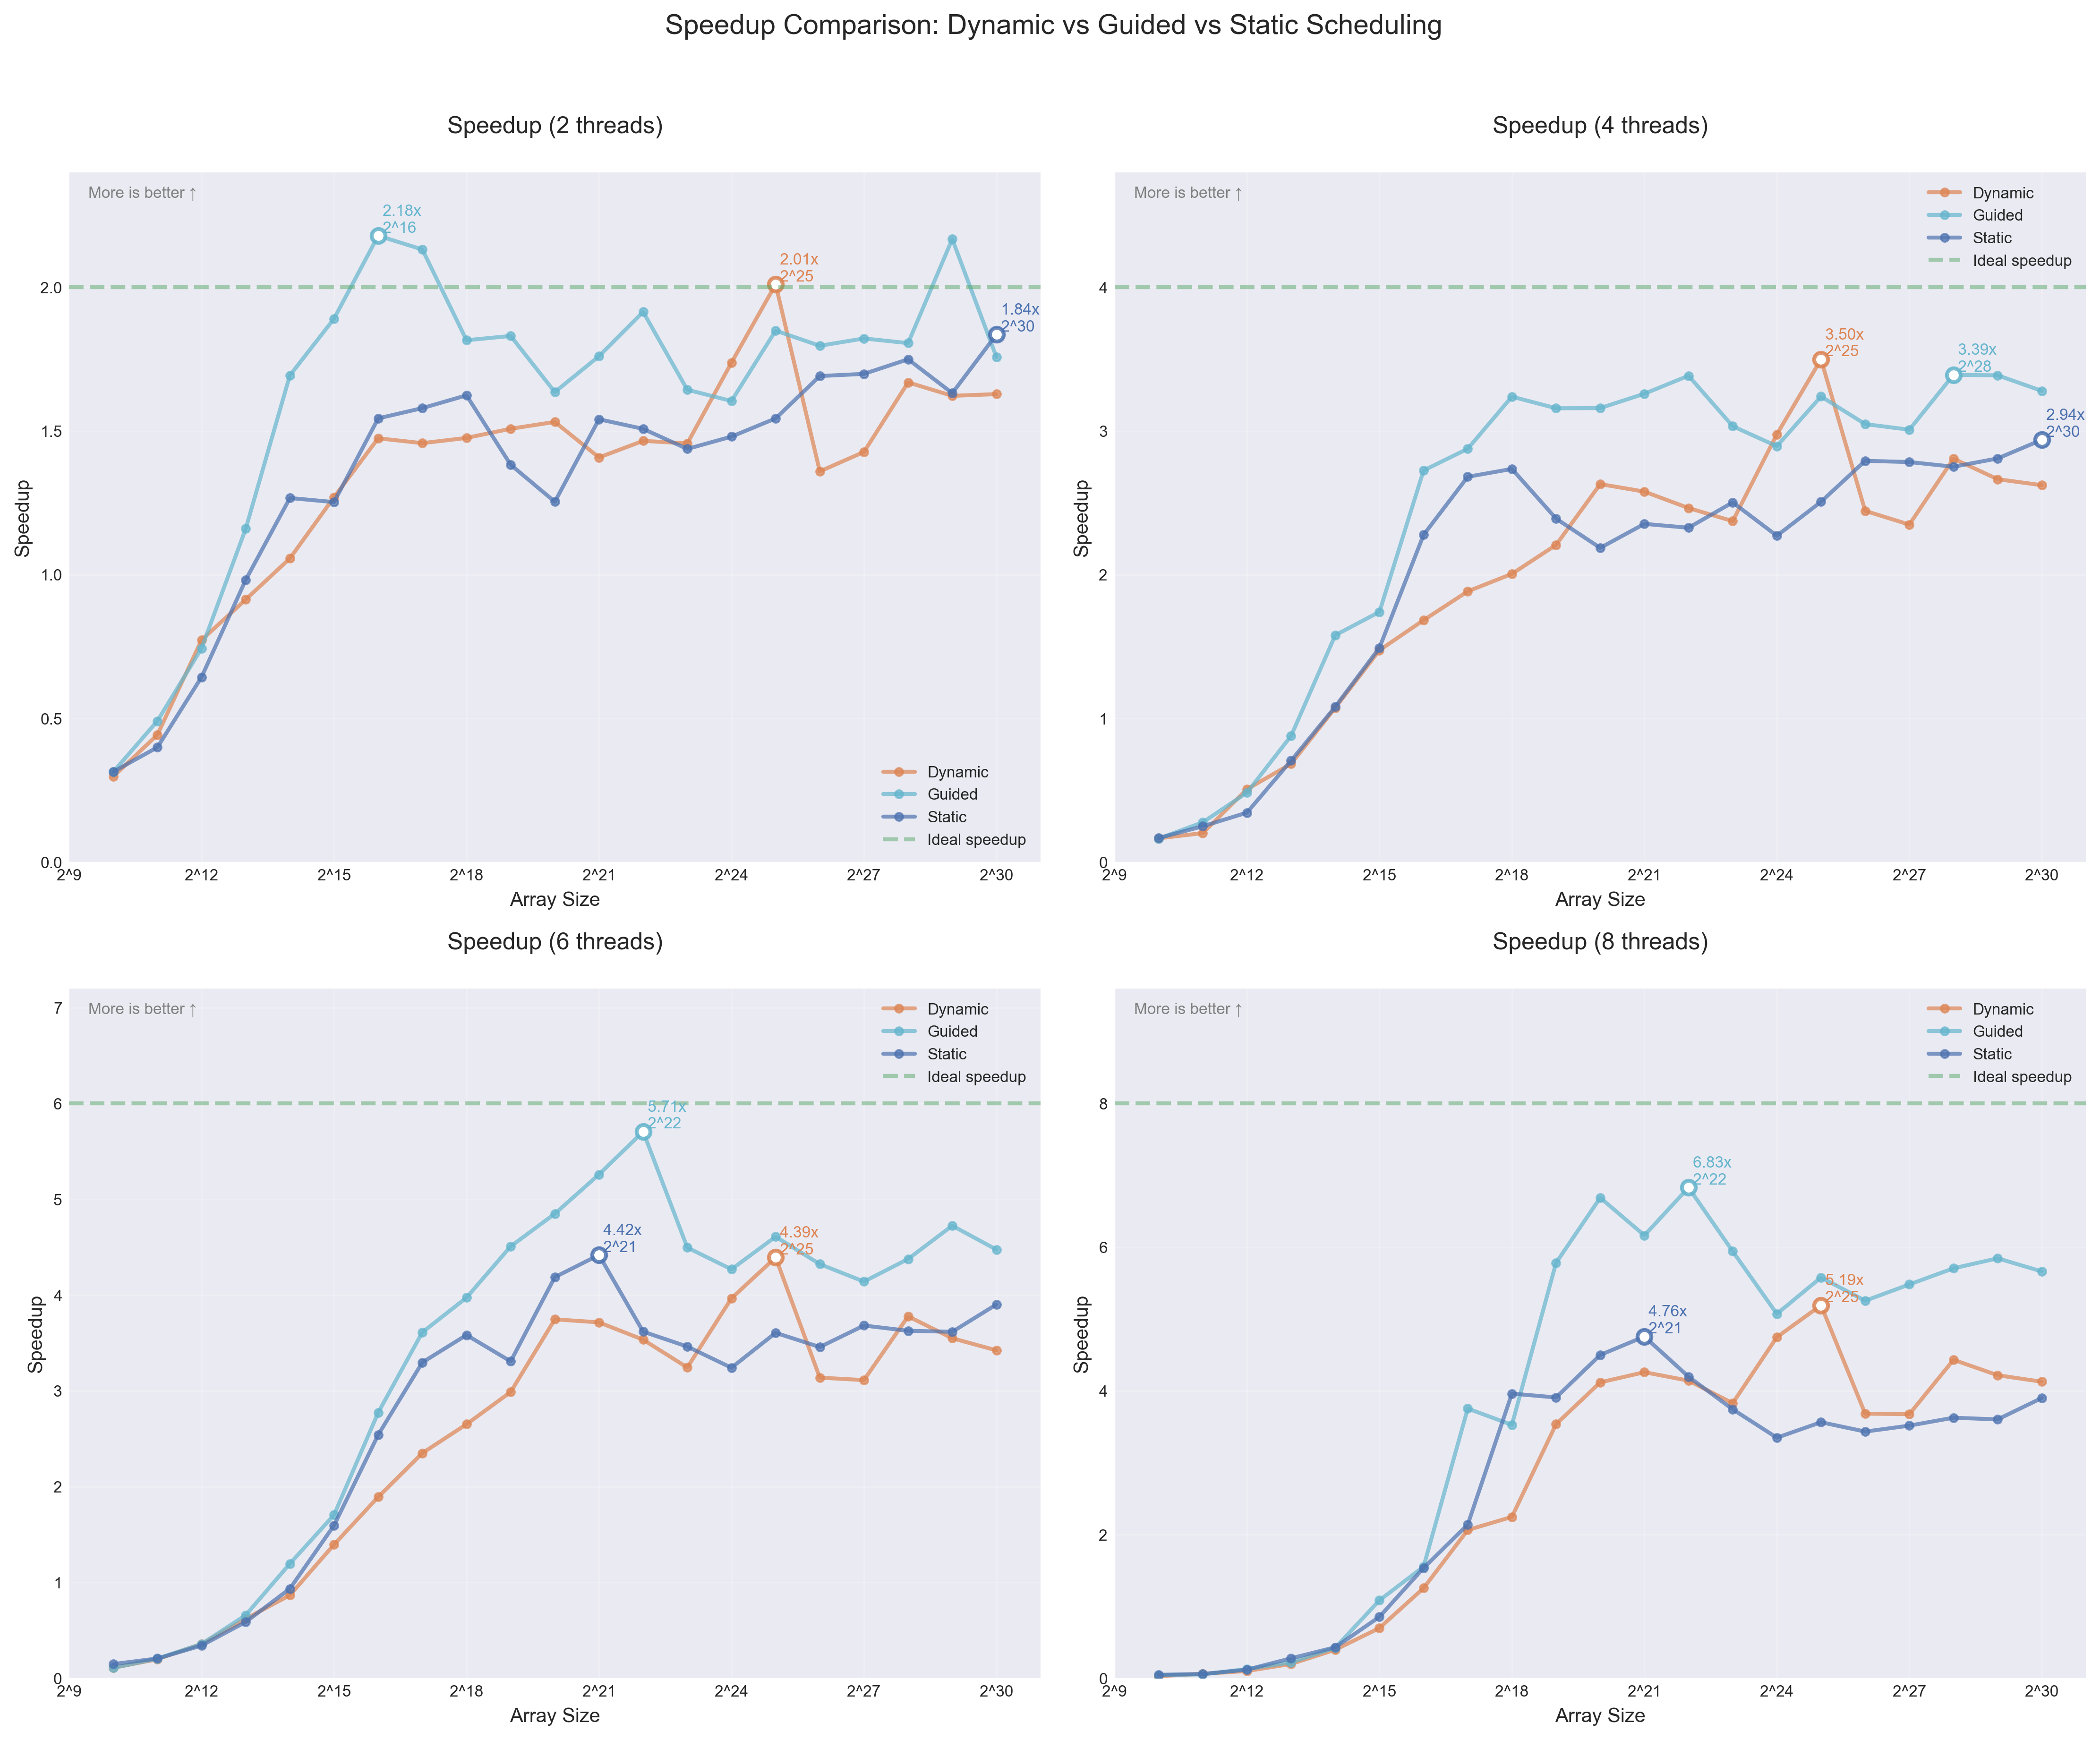 Speedup Comparison: Dynamic vs Guided vs Static Scheduling
Speedup (2 threads)
More is better ↑
2.18x
2^16
2.01x
2^25
1.84x
2^30
2.0
1.5
1.0
0.5
0.0
Speedup
Dynamic
Guided
Static
Ideal speedup
2^9
2^12
2^15
2^18
2^21
2^24
2^27
2^30
Array Size
Speedup (4 threads)
More is better ↑
Dynamic
Guided
Static
Ideal speedup
3.50x
2^25
3.39x
2^28
2.94x
2^30
4
3
2
1
0
Speedup
2^9
2^12
2^15
2^18
2^21
2^24
2^27
2^30
Array Size
Speedup (6 threads)
More is better ↑
Dynamic
Guided
Static
Ideal speedup
5.71x
2^22
4.42x
2^21
4.39x
2^25
7
6
5
4
3
2
1
0
Speedup
2^9
2^12
2^15
2^18
2^21
2^24
2^27
2^30
Array Size
Speedup (8 threads)
More is better ↑
Dynamic
Guided
Static
Ideal speedup
6.83x
2^22
5.19x
2^25
4.76x
2^21
8
6
4
2
0
Speedup
2^9
2^12
2^15
2^18
2^21
2^24
2^27
2^30
Array Size